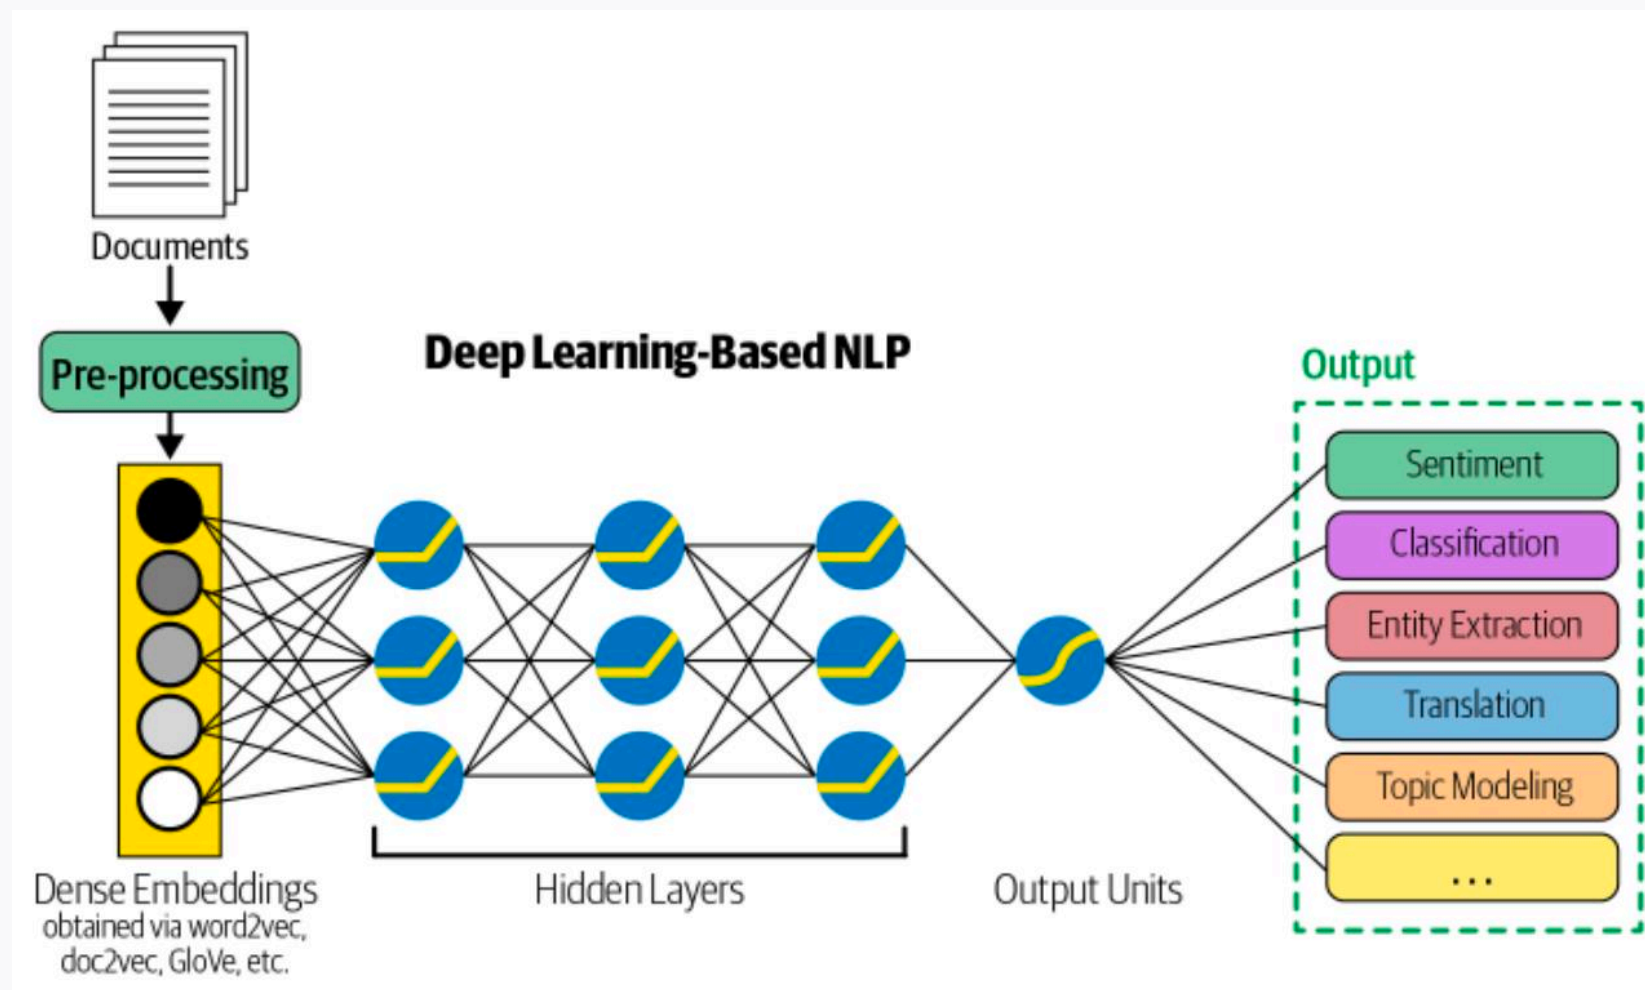 Documents
Pre-processing
Deep Learning-Based NLP
Output
Sentiment
Classification
Entity Extraction
Translation
Topic Modeling
...
Dense Embeddings
obtained via word2vec,
doc2vec, GloVe, etc.
Hidden Layers
Output Units